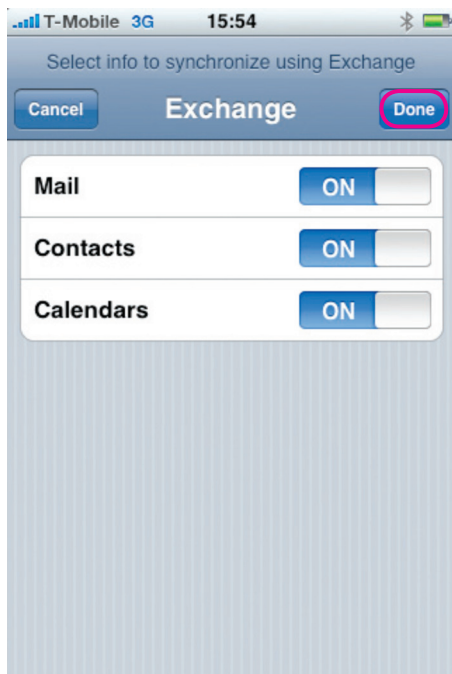 T-Mobile 3G 15:54
Select info to synchronize using Exchange
Cancel Exchange Done
Mail ON
Contacts ON
Calendars ON